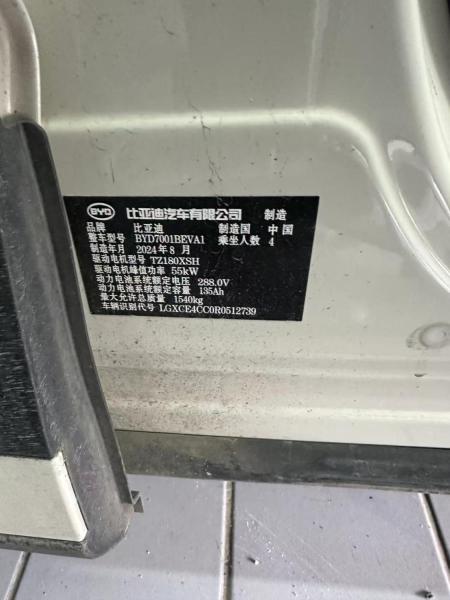 BYD 比亚迪汽车有限公司 制造
品牌 比亚迪 制造国 中国
整车型号 BYD7001BEVA1 乘坐人数 4
制造年月 2024年8月
驱动电机型号 TZ180XSH
驱动电机峰值功率 55kW
动力电池系统额定电压 288.0V
动力电池系统额定容量 135Ah
最大允许总质量 1540kg
车辆识别代号 LGXCE4CC0R0512739